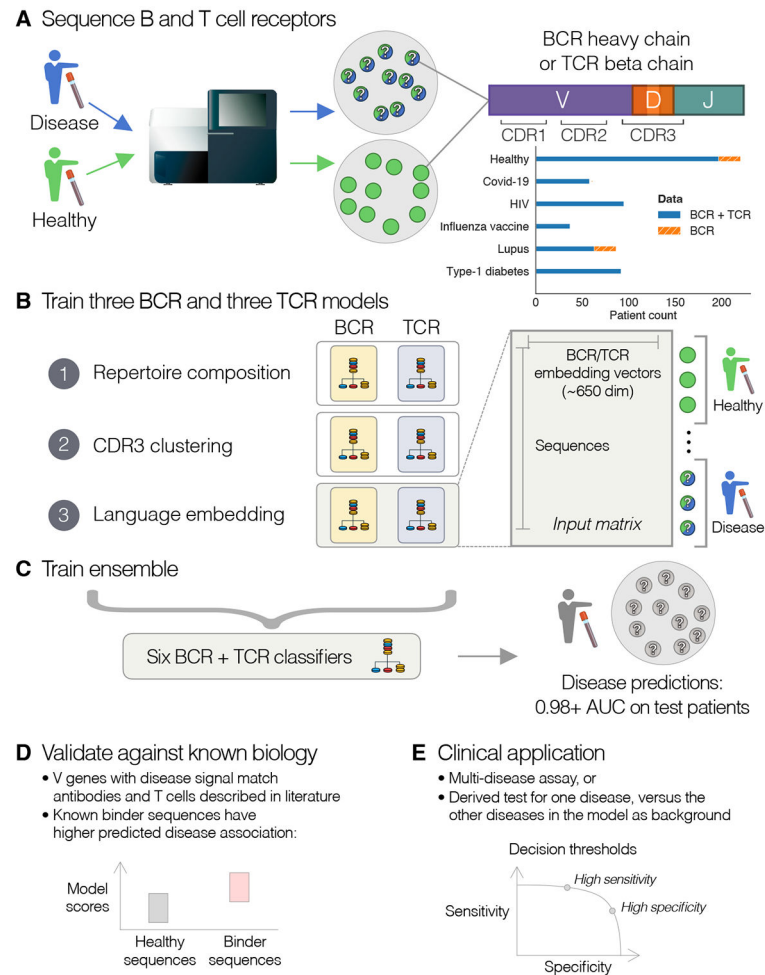 A Sequence B and T cell receptors
Disease
Healthy
? ? ? ? ? ? ? ? ? ?
BCR heavy chain
or TCR beta chain
V D J
CDR1 CDR2 CDR3
Healthy
Covid-19
HIV
Influenza vaccine
Lupus
Type-1 diabetes
Data
BCR + TCR
BCR
0 50 100 150 200
Patient count
B Train three BCR and three TCR models
BCR TCR
1 Repertoire composition
2 CDR3 clustering
3 Language embedding
BCR/TCR
embedding vectors
(~650 dim)
Sequences
Input matrix
Healthy
? ? ?
Disease
C Train ensemble
Six BCR + TCR classifiers
? ? ? ? ? ? ? ? ? ?
Disease predictions:
0.98+ AUC on test patients
D Validate against known biology
• V genes with disease signal match
antibodies and T cells described in literature
• Known binder sequences have
higher predicted disease association:
Model
scores
Healthy
sequences
Binder
sequences
E Clinical application
• Multi-disease assay, or
• Derived test for one disease, versus the
other diseases in the model as background
Decision thresholds
High sensitivity
High specificity
Sensitivity
Specificity